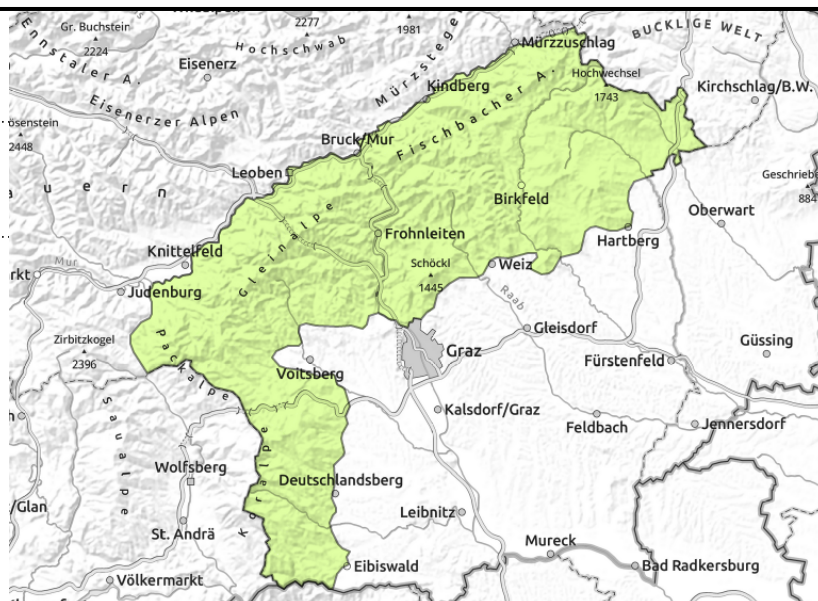 Gr. Buchstein
2224
2277
1981
Ennstaler A.
Hochschwab
Eisenerz
Mürzzuschlag
BUCKLIGE WELT
Hochwechsel
1743
Kirchschlag/B.W.
Kindberg
Eisenerzer Alpen
Fischbacher A.
2448
Bruck/Mur
Leoben
Birkfeld
Oberwart
884
Frohnleiten
Hartberg
Knittelfeld
Gleinalpe
Schöckl
1445
Weiz
Mur
Judenburg
Raab
Gleisdorf
Zirbitzkogel
2396
Packalpe
Graz
Güssing
Fürstenfeld
Voitsberg
Saualpe
Kalsdorf/Graz
Feldbach
Jennersdorf
Wolfsberg
Koralpe
Deutschlandsberg
/Glan
Leibnitz
St. Andrä
Mureck
Eibiswald
Bad Radkersburg
Völkermarkt